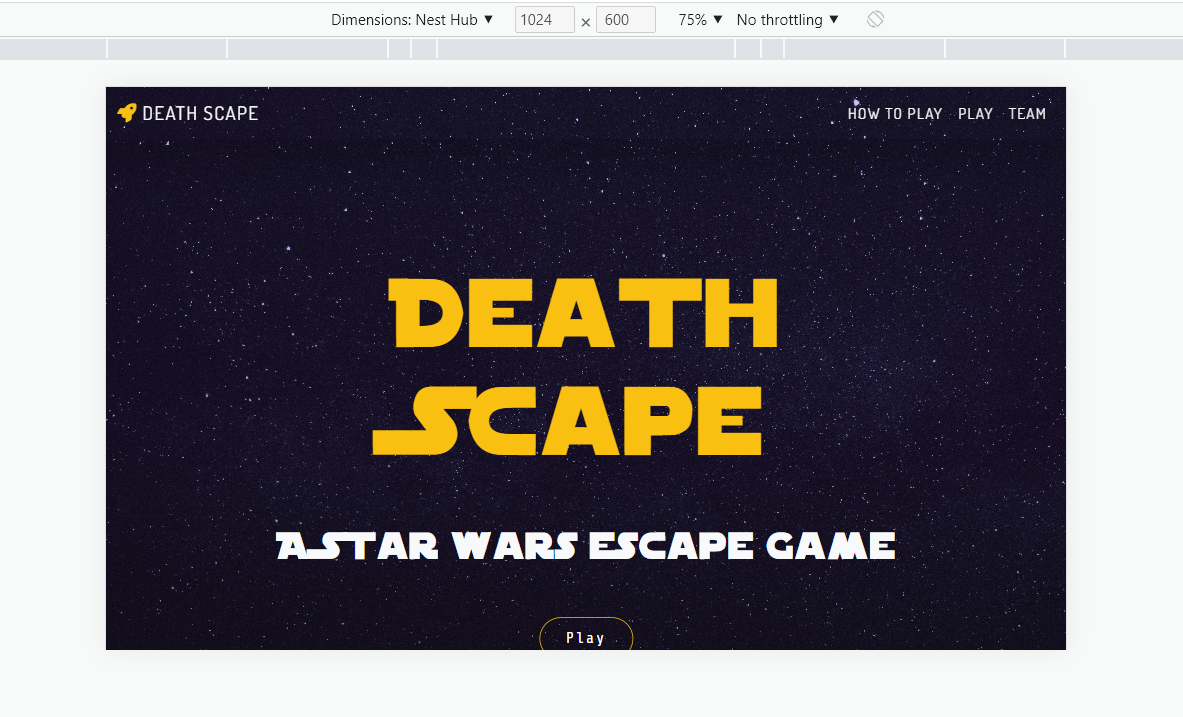 Dimensions: Nest Hub ▼ 1024 × 600 75% ▼ No throttling ▼
DEATH SCAPE HOW TO PLAY PLAY TEAM
DEATH
SCAPE
A STAR WARS ESCAPE GAME
Play